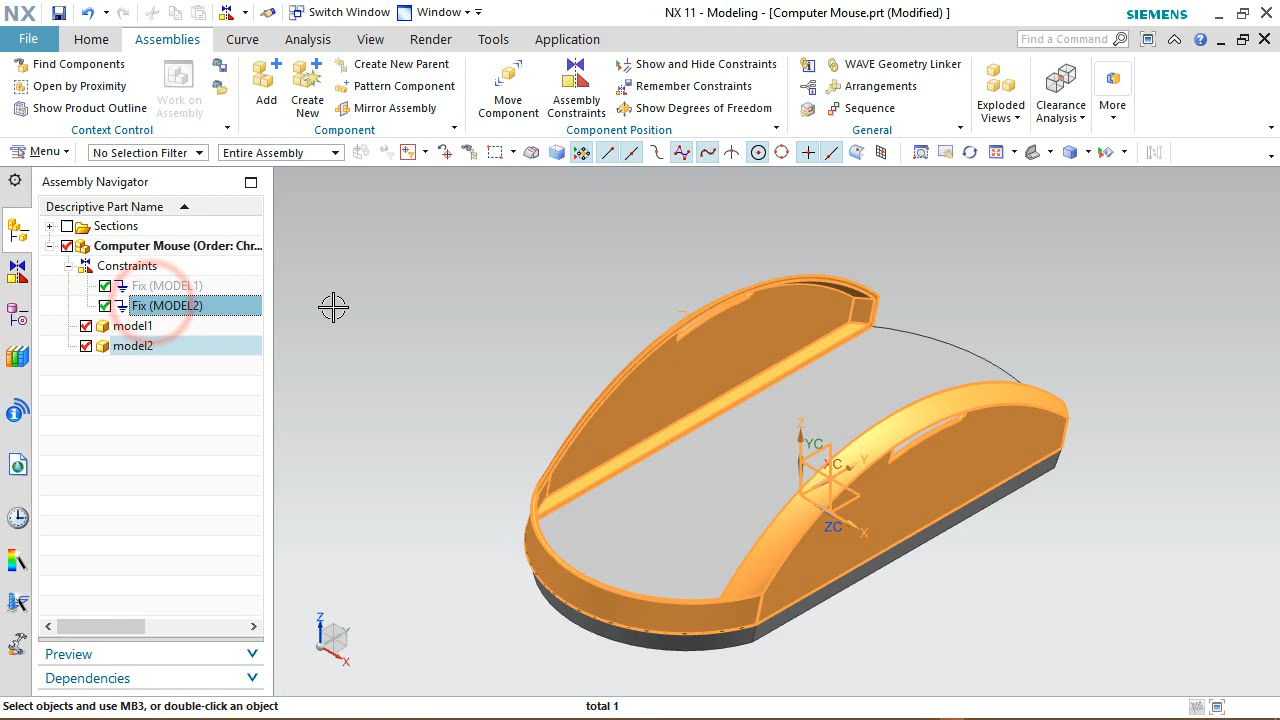 NX Switch Window Window NX 11 - Modeling - [Computer Mouse.prt (Modified) ] SIEMENS
File Home Assemblies Curve Analysis View Render Tools Application Find a Command
Find Components
Open by Proximity
Show Product Outline
Work on
Assembly
Context Control
Add
Create
New
Create New Parent
Pattern Component
Mirror Assembly
Component
Move
Component
Assembly
Constraints
Show and Hide Constraints
Remember Constraints
Show Degrees of Freedom
Component Position
WAVE Geometry Linker
Arrangements
Sequence
General
Exploded
Views
Clearance
Analysis
More
Menu No Selection Filter Entire Assembly
Assembly Navigator
Descriptive Part Name
Sections
Computer Mouse (Order: Chr...
Constraints
Fix (MODEL1)
Fix (MODEL2)
model1
model2
Preview
Dependencies
Z
YC
XC
Y
ZC
X
Z
Y
X
Select objects and use MB3, or double-click an object total 1